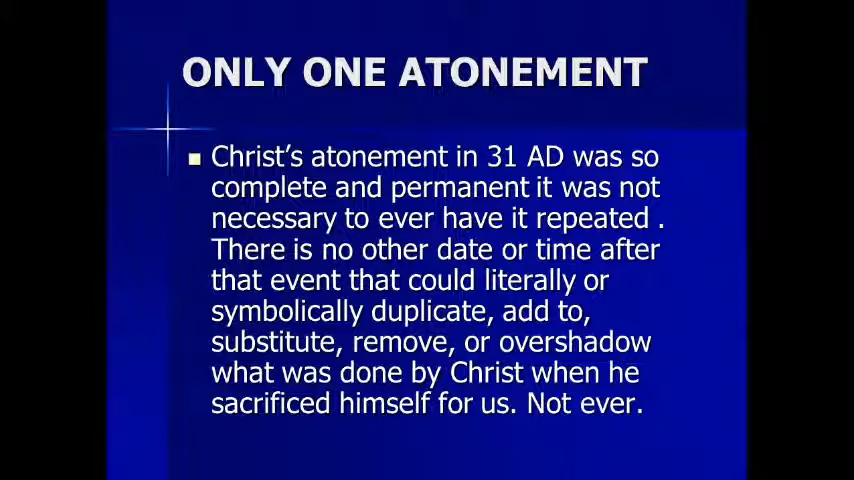 ONLY ONE ATONEMENT
Christ's atonement in 31 AD was so
complete and permanent it was not
necessary to ever have it repeated .
There is no other date or time after
that event that could literally or
symbolically duplicate, add to,
substitute, remove, or overshadow
what was done by Christ when he
sacrificed himself for us. Not ever.